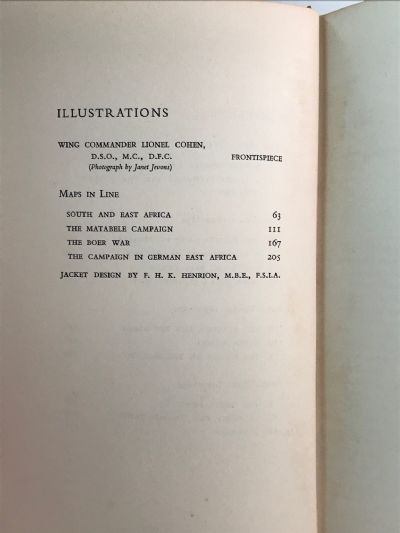 ILLUSTRATIONS
WING COMMANDER LIONEL COHEN,
D.S.O., M.C., D.F.C. FRONTISPIECE
(Photograph by Janet Jevons)
MAPS IN LINE
SOUTH AND EAST AFRICA 63
THE MATABELE CAMPAIGN 111
THE BOER WAR 167
THE CAMPAIGN IN GERMAN EAST AFRICA 205
JACKET DESIGN BY F. H. K. HENRION, M.B.E., F.S.I.A.